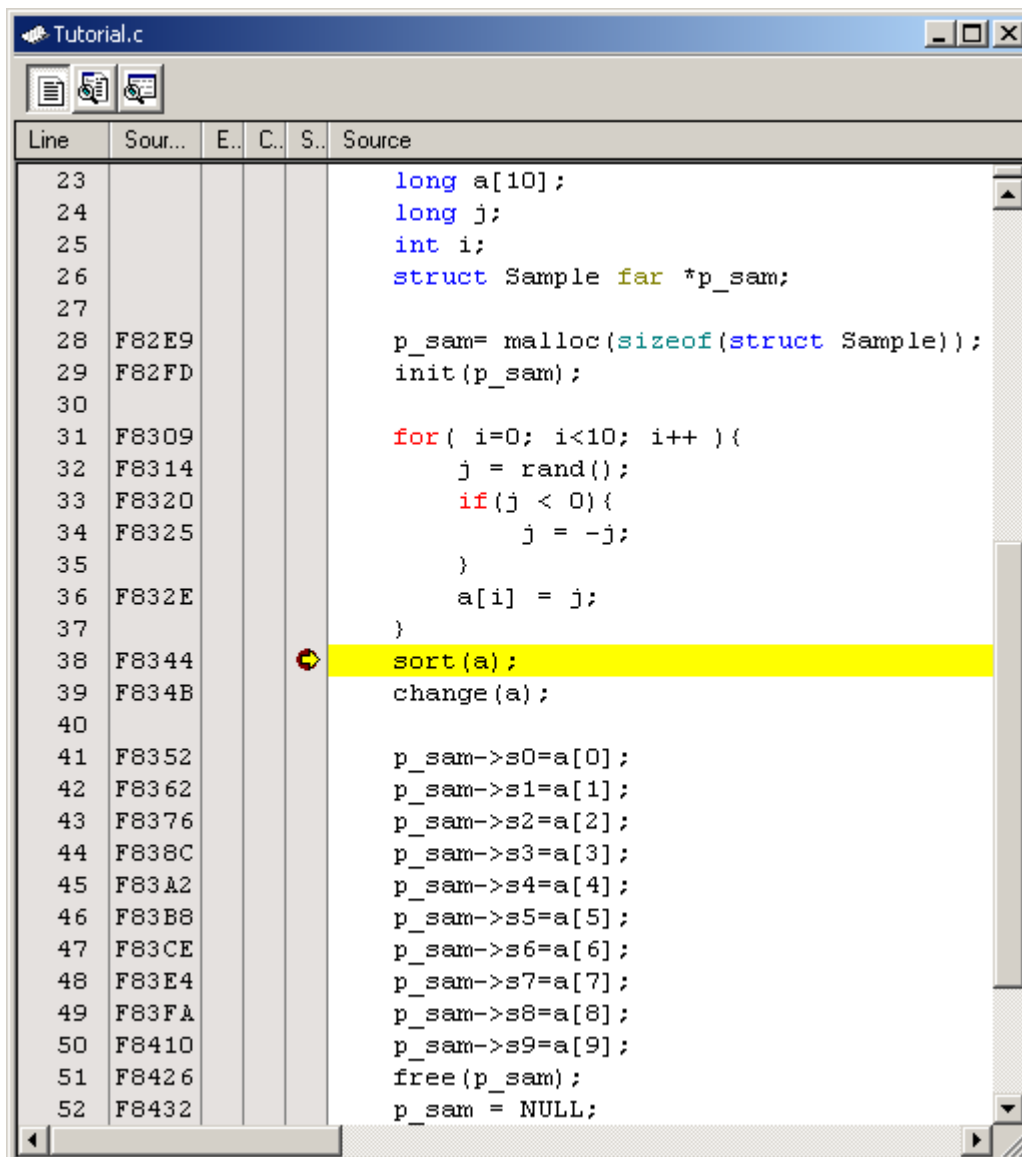 Tutorial.c
Line Sour... E.. C.. S.. Source
23 long a[10];
24 long j;
25 int i;
26 struct Sample far *p_sam;
27
28 F82E9 p_sam= malloc(sizeof(struct Sample));
29 F82FD init(p_sam);
30
31 F8309 for( i=0; i<10; i++ ){
32 F8314 j = rand();
33 F8320 if(j < 0){
34 F8325 j = -j;
35 }
36 F832E a[i] = j;
37 }
38 F8344 sort(a);
39 F834B change(a);
40
41 F8352 p_sam->s0=a[0];
42 F8362 p_sam->s1=a[1];
43 F8376 p_sam->s2=a[2];
44 F838C p_sam->s3=a[3];
45 F83A2 p_sam->s4=a[4];
46 F83B8 p_sam->s5=a[5];
47 F83CE p_sam->s6=a[6];
48 F83E4 p_sam->s7=a[7];
49 F83FA p_sam->s8=a[8];
50 F8410 p_sam->s9=a[9];
51 F8426 free(p_sam);
52 F8432 p_sam = NULL;